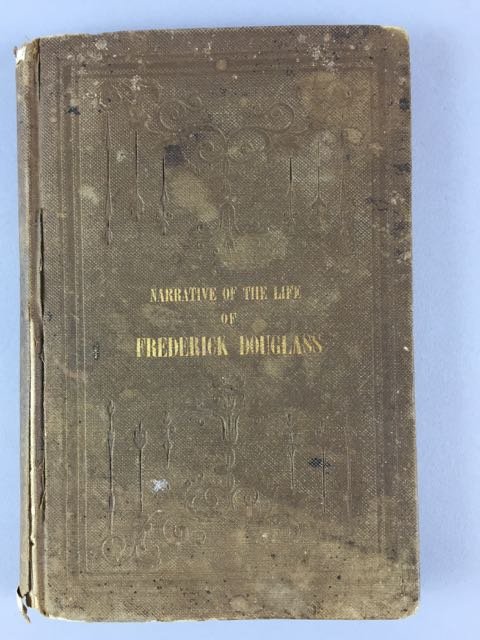 NARRATIVE OF THE LIFE
OF
FREDERICK DOUGLASS